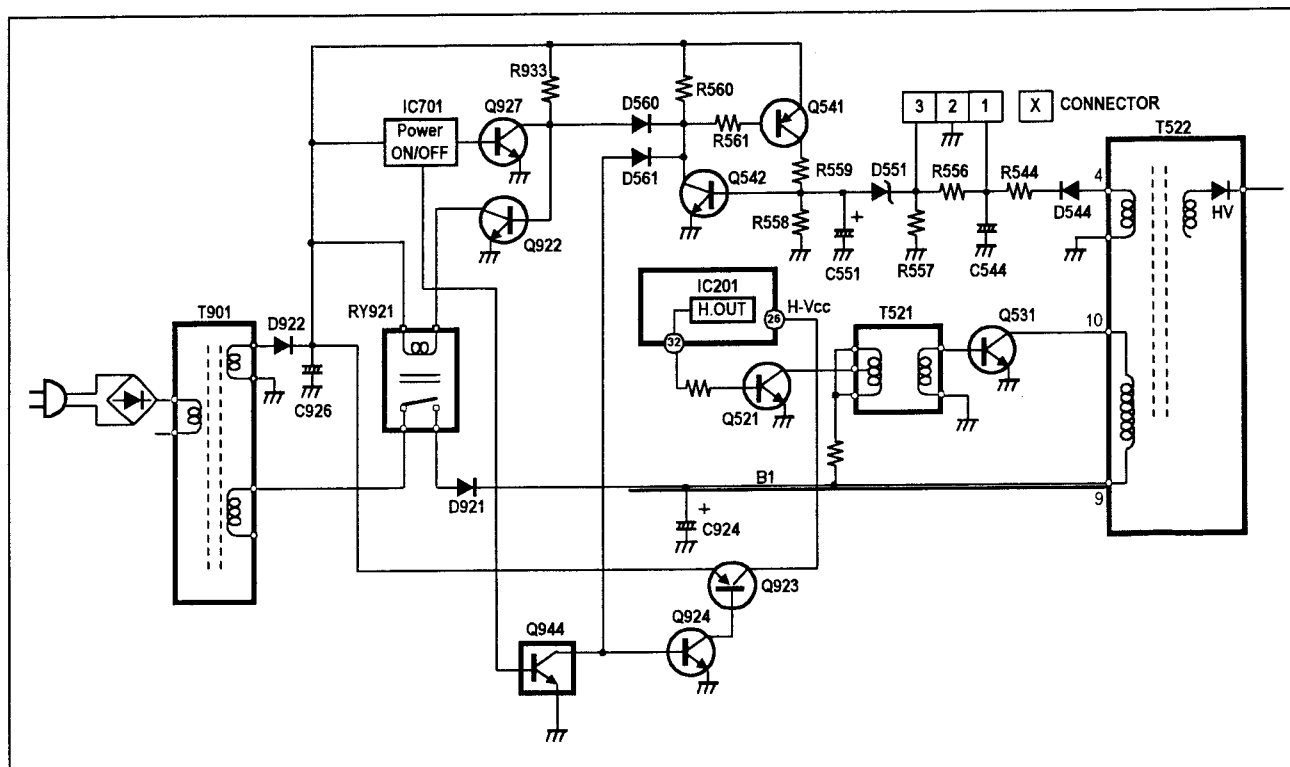 R933
R560
IC701
Power
ON/OFF
Q927
D560
Q541
3 2 1 X CONNECTOR
T522
R561
D561
Q542
R559
D551
R556
R544
4
D544
HV
Q922
R558
+
C551
R557
C544
IC201
H.OUT
26
H-Vcc
32
T901
D922
RY921
T521
Q531
10
C926
Q521
B1
D921
9
+
C924
Q923
Q924
Q944